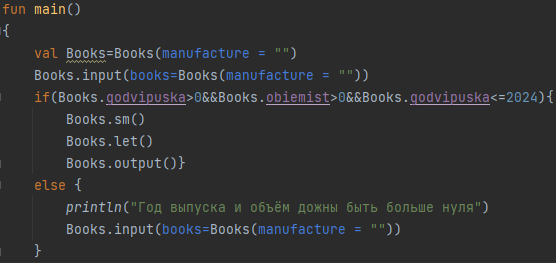 fun main()
{
    val Books=Books(manufacture = "")
    Books.input(books=Books(manufacture = ""))
    if(Books.godvipuska>0&&Books.obiemist>0&&Books.godvipuska<=2024){
        Books.sm()
        Books.let()
        Books.output()}
    else {
        println("Год выпуска и объём дожны быть больше нуля")
        Books.input(books=Books(manufacture = ""))
    }